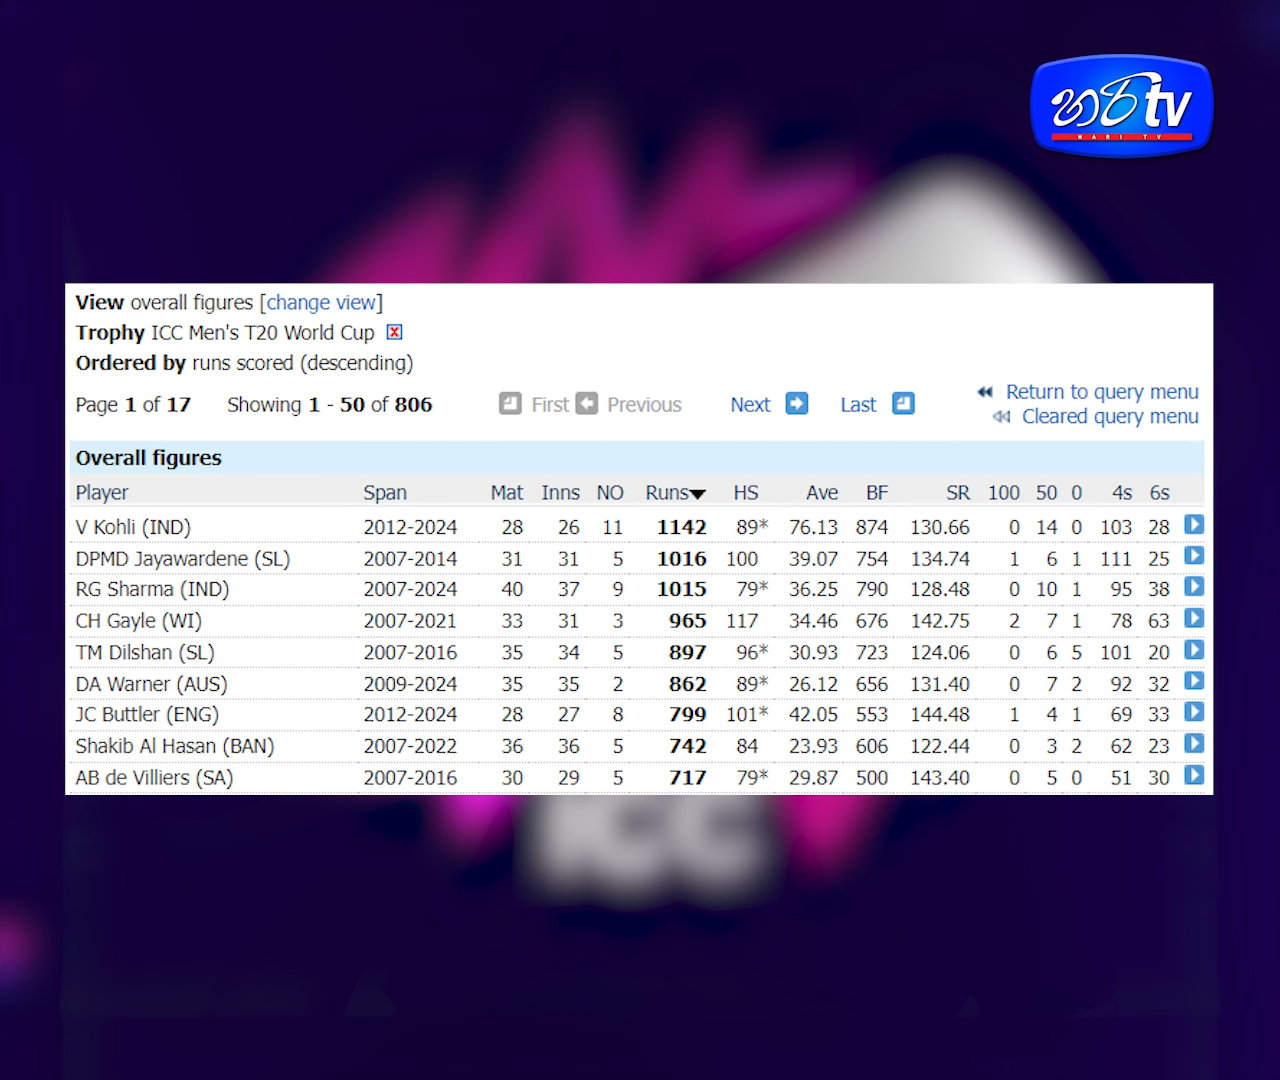 හරි tv
HARI TV
View overall figures [change view]
Trophy ICC Men's T20 World Cup
Ordered by runs scored (descending)
Page 1 of 17 Showing 1 - 50 of 806 First Previous Next Last Return to query menu
Cleared query menu
Overall figures
Player Span Mat Inns NO Runs HS Ave BF SR 100 50 0 4s 6s
V Kohli (IND) 2012-2024 28 26 11 1142 89* 76.13 874 130.66 0 14 0 103 28
DPMD Jayawardene (SL) 2007-2014 31 31 5 1016 100 39.07 754 134.74 1 6 1 111 25
RG Sharma (IND) 2007-2024 40 37 9 1015 79* 36.25 790 128.48 0 10 1 95 38
CH Gayle (WI) 2007-2021 33 31 3 965 117 34.46 676 142.75 2 7 1 78 63
TM Dilshan (SL) 2007-2016 35 34 5 897 96* 30.93 723 124.06 0 6 5 101 20
DA Warner (AUS) 2009-2024 35 35 2 862 89* 26.12 656 131.40 0 7 2 92 32
JC Buttler (ENG) 2012-2024 28 27 8 799 101* 42.05 553 144.48 1 4 1 69 33
Shakib Al Hasan (BAN) 2007-2022 36 36 5 742 84 23.93 606 122.44 0 3 2 62 23
AB de Villiers (SA) 2007-2016 30 29 5 717 79* 29.87 500 143.40 0 5 0 51 30
ICC